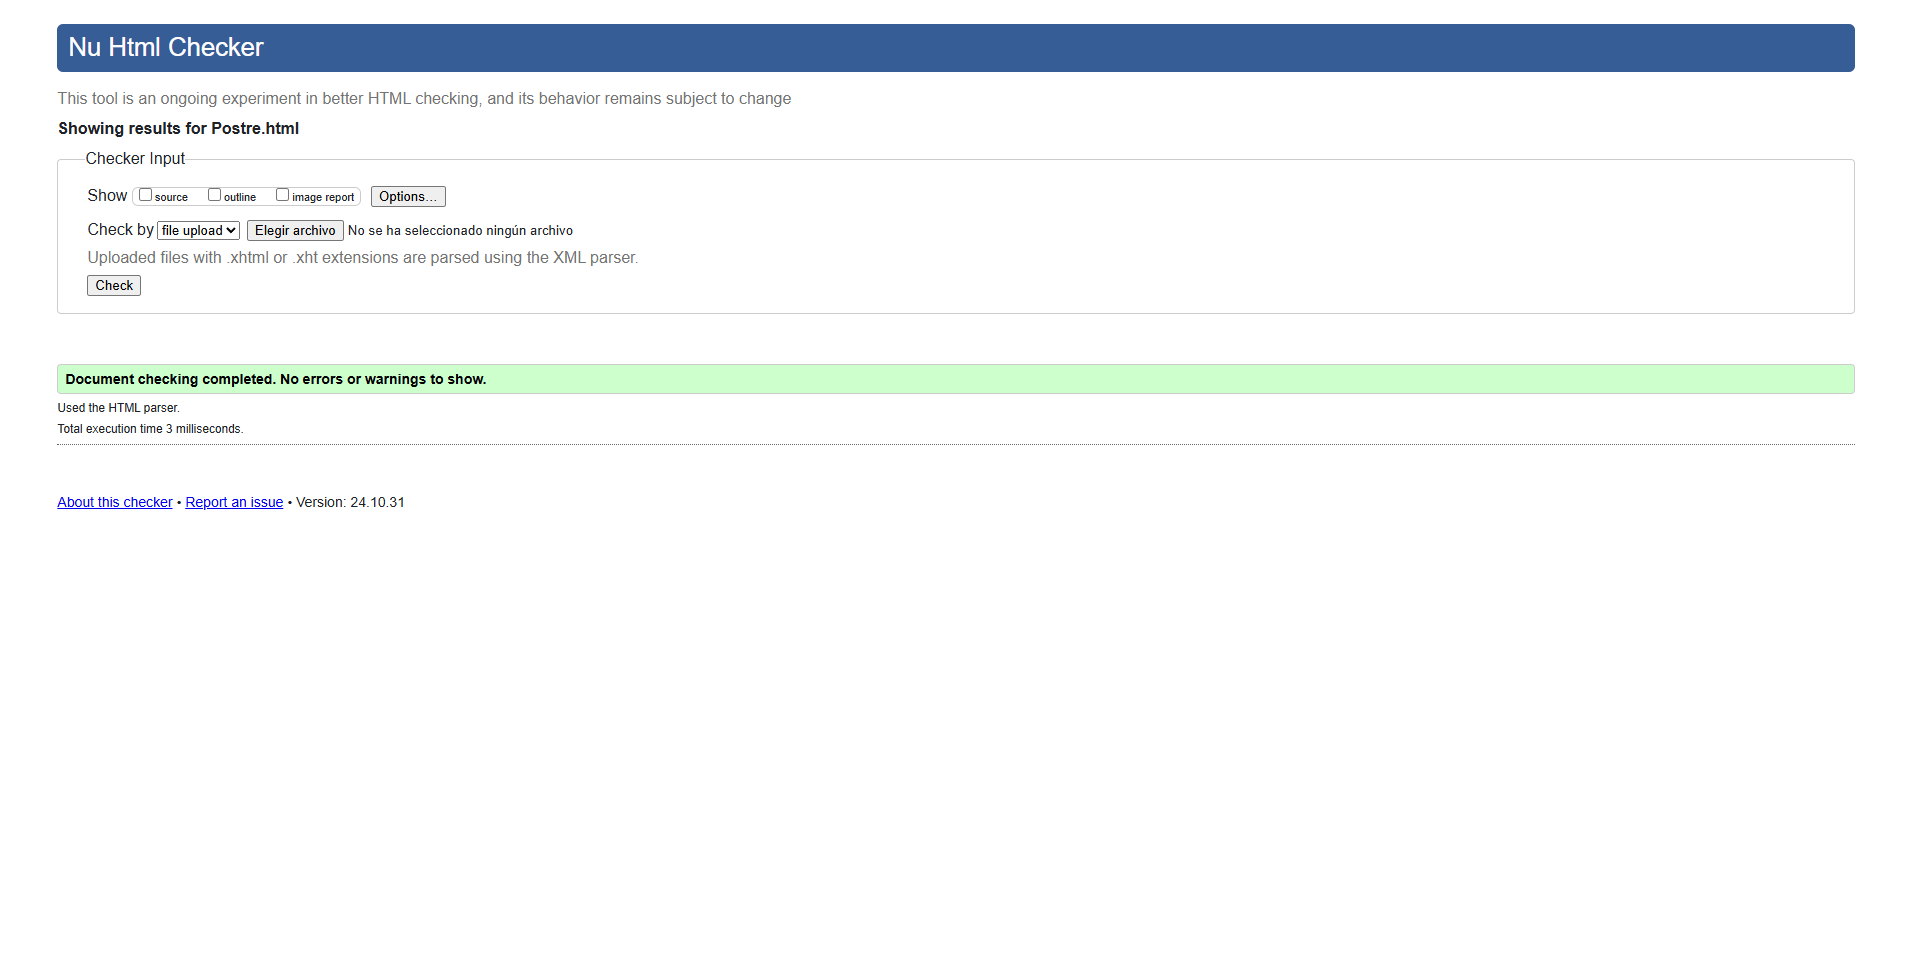 Nu Html Checker
This tool is an ongoing experiment in better HTML checking, and its behavior remains subject to change
Showing results for Postre.html
Checker Input
Show source outline image report Options...
Check by file upload Elegir archivo No se ha seleccionado ningún archivo
Uploaded files with .xhtml or .xht extensions are parsed using the XML parser.
Check
Document checking completed. No errors or warnings to show.
Used the HTML parser.
Total execution time 3 milliseconds.
About this checker • Report an issue • Version: 24.10.31